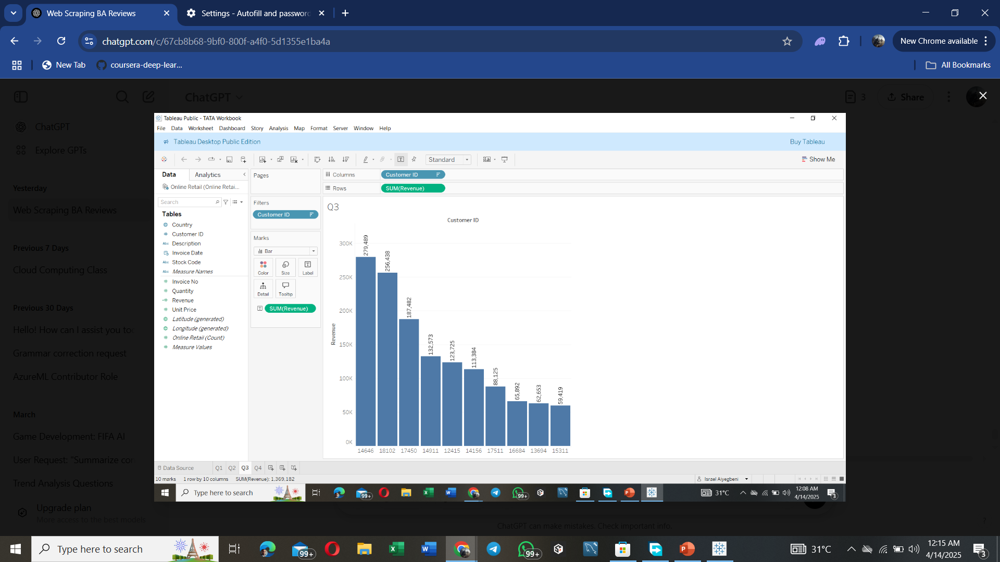 Web Scraping BA Reviews
Settings - Autofill and password
chatgpt.com/c/67cb8b68-9bf0-800f-a4f0-5d1355e1ba4a
New Chrome available
New Tab
coursera-deep-lear...
All Bookmarks
ChatGPT
3
Share
ChatGPT
Explore GPTs
Yesterday
Web Scraping BA Reviews
Previous 7 Days
Cloud Computing Class
Previous 30 Days
Hello! How can I assist you to
Grammar correction request
AzureML Contributor Role
March
Game Development: FIFA AI
User Request: "Summarize co
Trend Analysis Questions
Upgrade plan
More access to the best models
Tableau Public - TATA Workbook
File Data Worksheet Dashboard Story Analysis Map Format Server Window Help
Tableau Desktop Public Edition
Buy Tableau
Standard
Show Me
Data
Analytics
Online Retail (Online Retai...
Search
Tables
Country
Customer ID
Abc Description
Invoice Date
Abc Stock Code
Abc Measure Names
Invoice No
Quantity
Revenue
Unit Price
Latitude (generated)
Longitude (generated)
Online Retail (Count)
Measure Values
Pages
Filters
Customer ID
Marks
Bar
Color
Size
Label
Detail
Tooltip
SUM(Revenue)
Columns
Customer ID
Rows
SUM(Revenue)
Q3
Customer ID
Revenue
300K
250K
200K
150K
100K
50K
0K
279,489
256,438
187,482
132,573
123,725
113,384
88,125
65,892
62,653
59,419
14646 18102 17450 14911 12415 14156 17511 16684 13694 15311
Data Source
Q1 Q2 Q3 Q4
10 marks 1 row by 10 columns SUM(Revenue): 1,369,182
Israel Aiyegbeni
Type here to search
99+
99+
31°C
12:08 AM
4/14/2025
3
ChatGPT can make mistakes. Check important info.
?
Type here to search
99+
99+
31°C
12:15 AM
4/14/2025
3